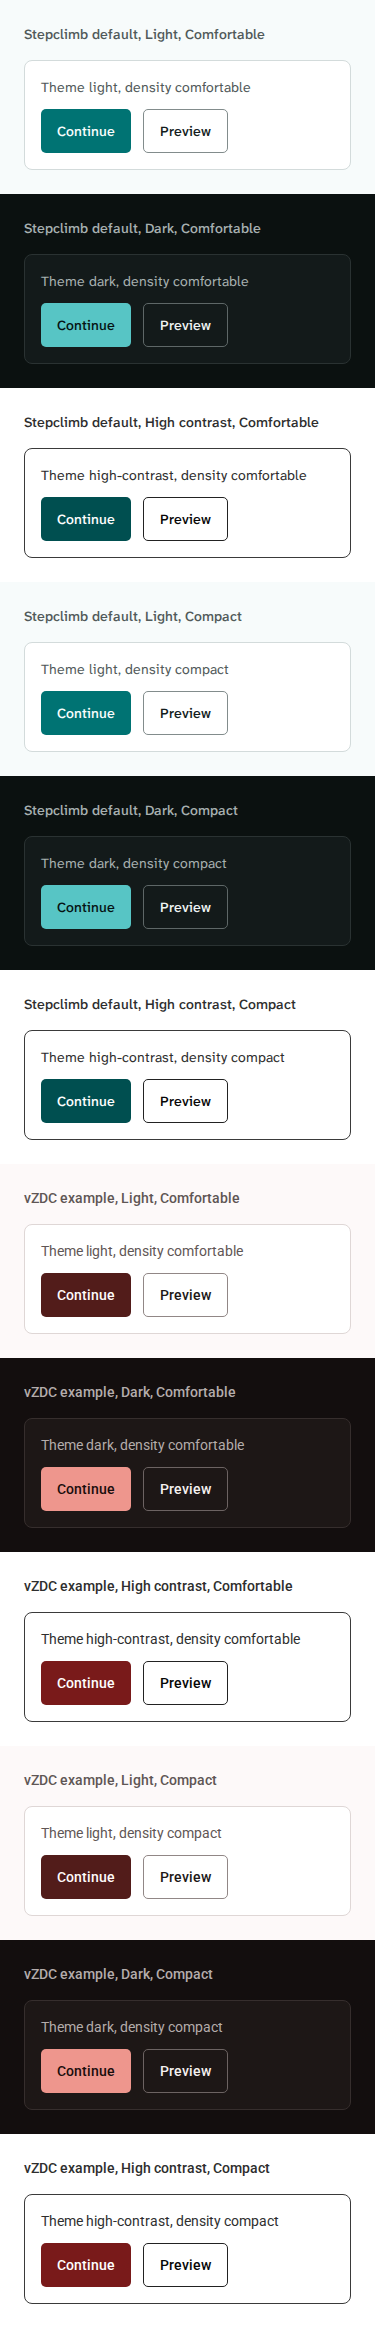 Stepclimb default, Light, Comfortable
Theme light, density comfortable
Continue Preview
Stepclimb default, Dark, Comfortable
Theme dark, density comfortable
Continue Preview
Stepclimb default, High contrast, Comfortable
Theme high-contrast, density comfortable
Continue Preview
Stepclimb default, Light, Compact
Theme light, density compact
Continue Preview
Stepclimb default, Dark, Compact
Theme dark, density compact
Continue Preview
Stepclimb default, High contrast, Compact
Theme high-contrast, density compact
Continue Preview
vZDC example, Light, Comfortable
Theme light, density comfortable
Continue Preview
vZDC example, Dark, Comfortable
Theme dark, density comfortable
Continue Preview
vZDC example, High contrast, Comfortable
Theme high-contrast, density comfortable
Continue Preview
vZDC example, Light, Compact
Theme light, density compact
Continue Preview
vZDC example, Dark, Compact
Theme dark, density compact
Continue Preview
vZDC example, High contrast, Compact
Theme high-contrast, density compact
Continue Preview